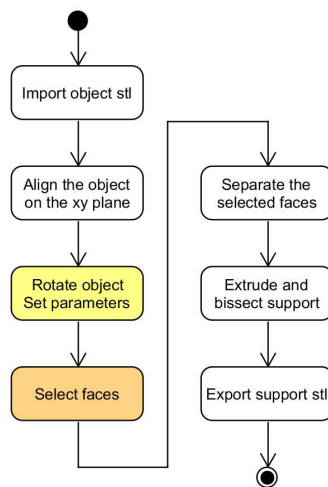 Import object stl
Align the object
on the xy plane
Rotate object
Set parameters
Select faces
Separate the
selected faces
Extrude and
bissect support
Export support stl